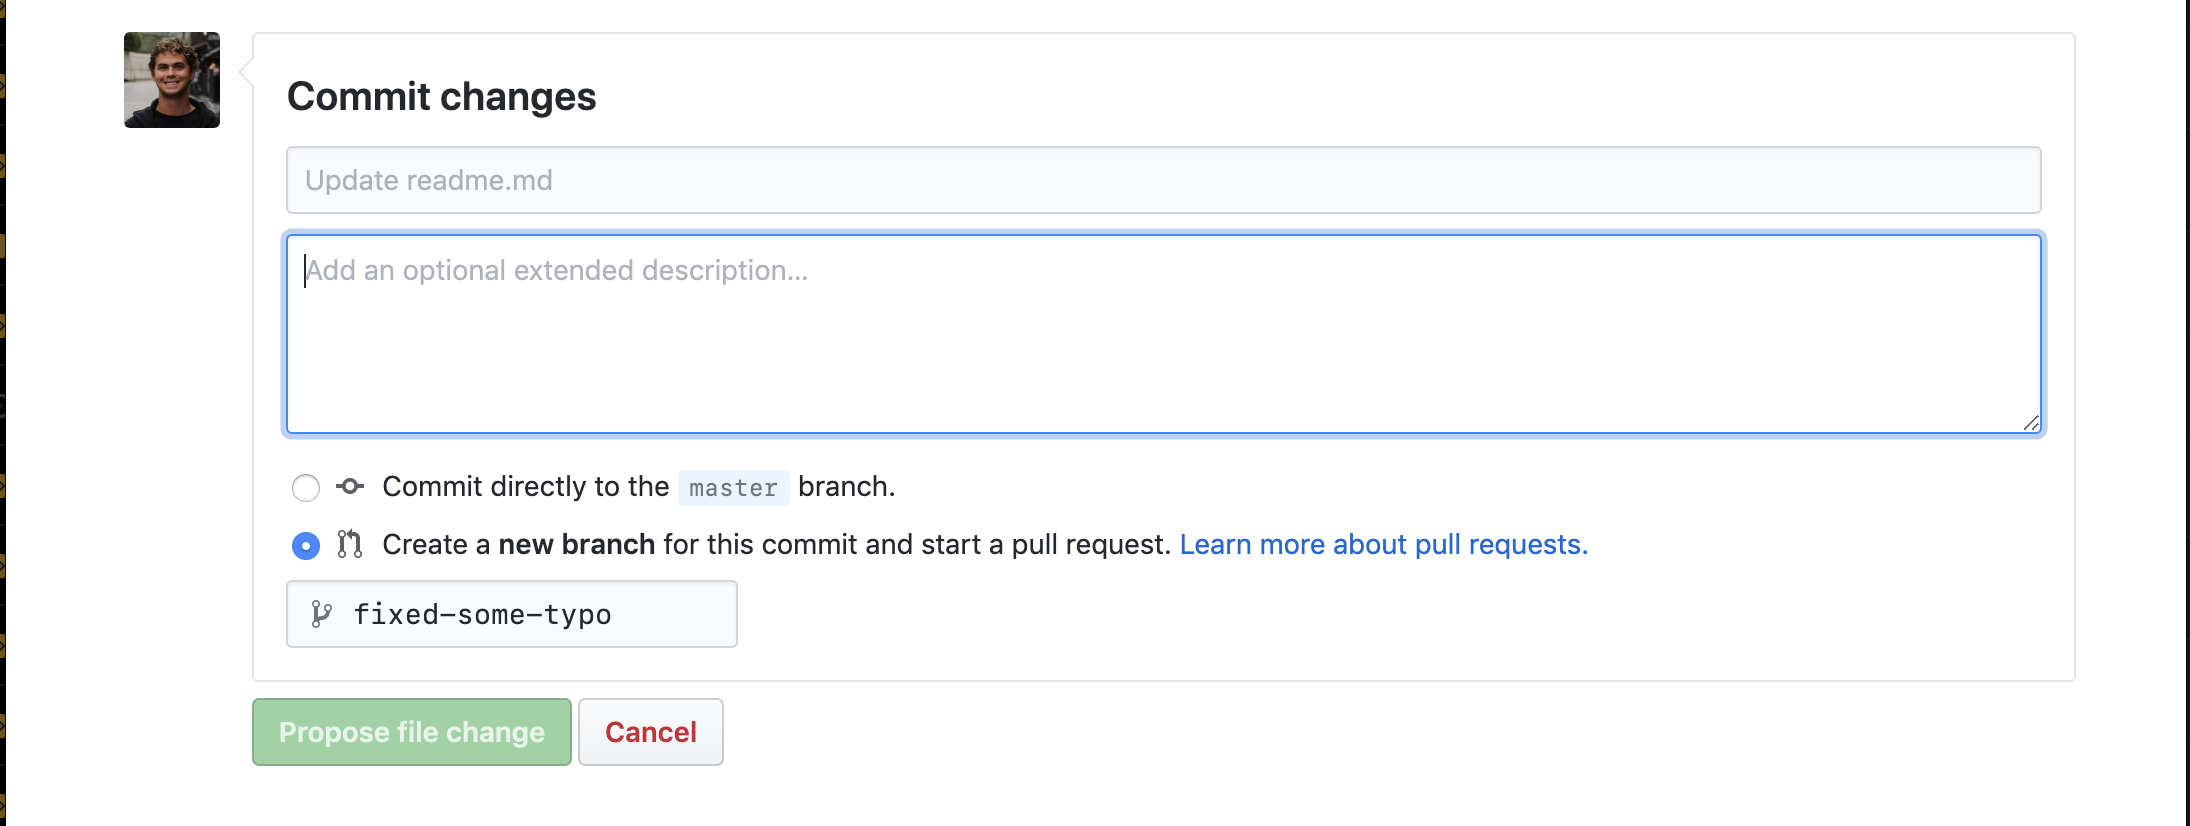 Commit changes
Update readme.md
Add an optional extended description...
Commit directly to the master branch.
Create a new branch for this commit and start a pull request. Learn more about pull requests.
fixed-some-typo
Propose file change Cancel